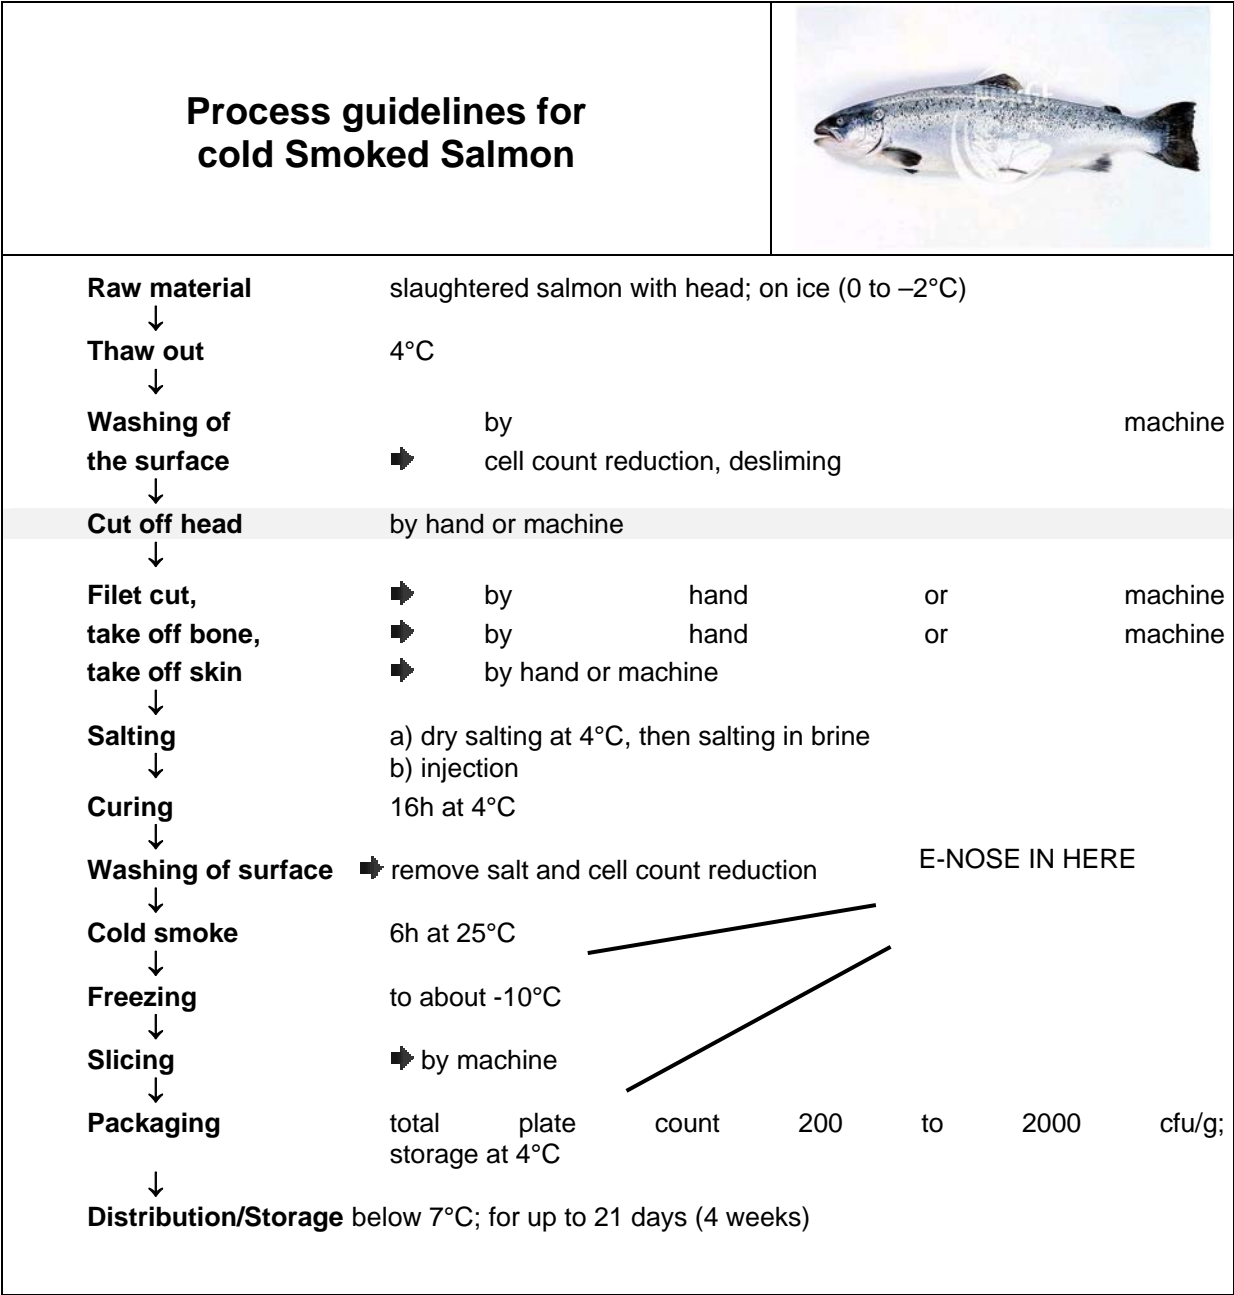 Process guidelines for
cold Smoked Salmon
Raw material slaughtered salmon with head; on ice (0 to –2°C)
Thaw out 4°C
Washing of by machine
the surface cell count reduction, desliming
Cut off head by hand or machine
Filet cut, by hand or machine
take off bone, by hand or machine
take off skin by hand or machine
Salting a) dry salting at 4°C, then salting in brine
b) injection
Curing 16h at 4°C
E-NOSE IN HERE
Washing of surface remove salt and cell count reduction
Cold smoke 6h at 25°C
Freezing to about -10°C
Slicing by machine
Packaging total plate count 200 to 2000 cfu/g;
storage at 4°C
Distribution/Storage below 7°C; for up to 21 days (4 weeks)